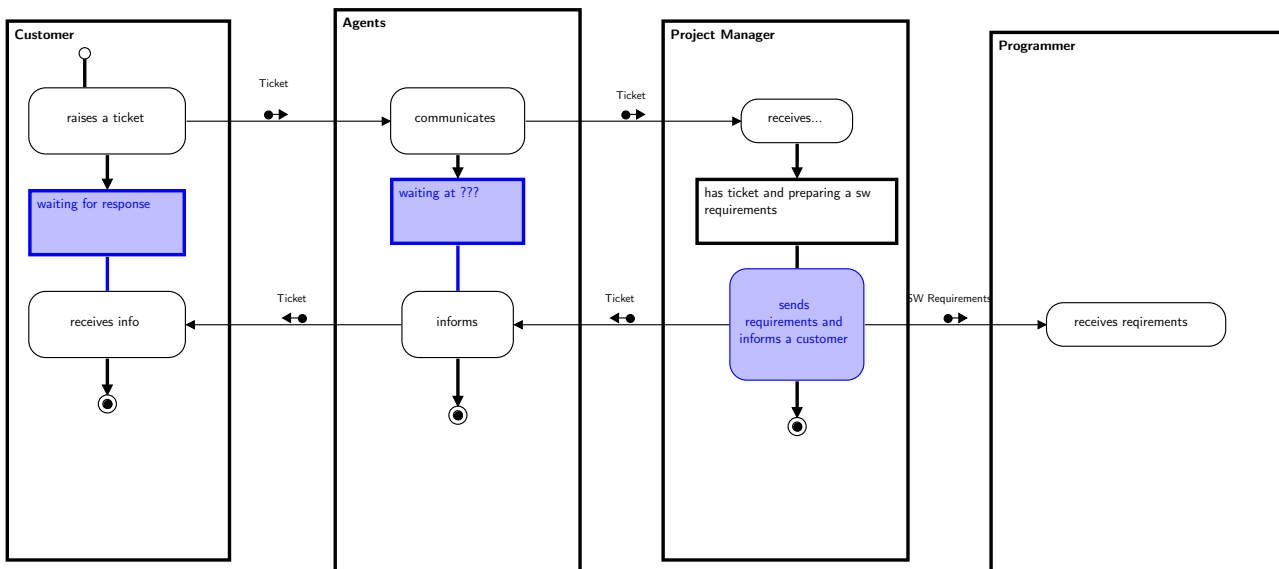 Customer
Agents
Project Manager
Programmer
Ticket
Ticket
raises a ticket
communicates
receives...
waiting for response
waiting at ???
has ticket and preparing a sw
requirements
Ticket
Ticket
SW Requirements
receives info
informs
sends
requirements and
informs a customer
receives reqirements